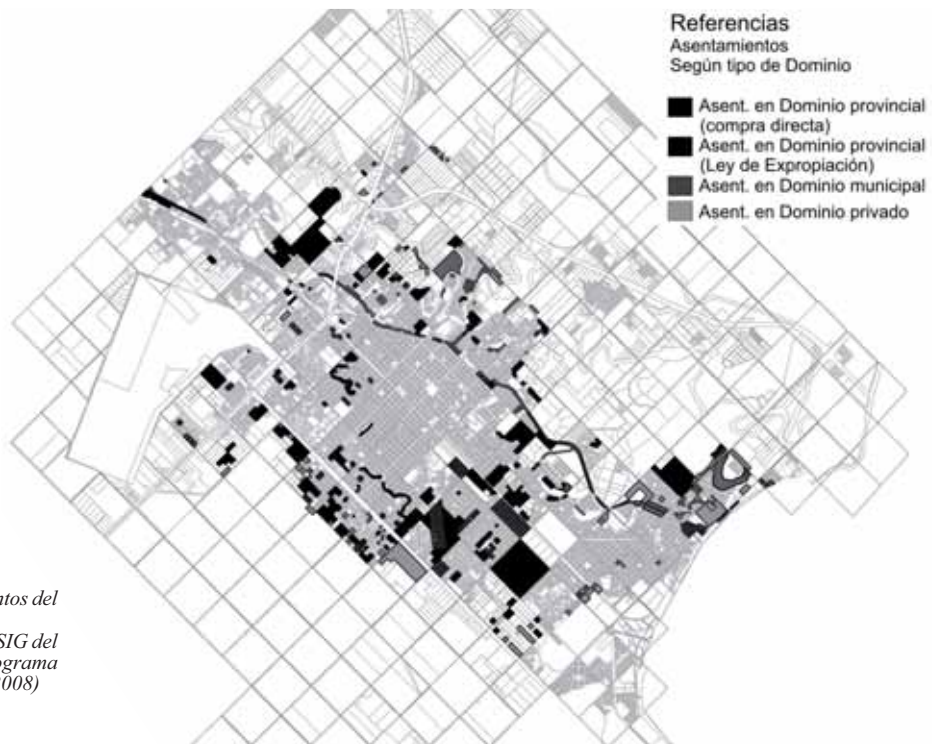 Referencias
Asentamientos
Según tipo de Dominio
Asent. en Dominio provincial
(compra directa)
Asent. en Dominio provincial
(Ley de Expropiación)
Asent. en Dominio municipal
Asent. en Dominio privado
del
SIG del